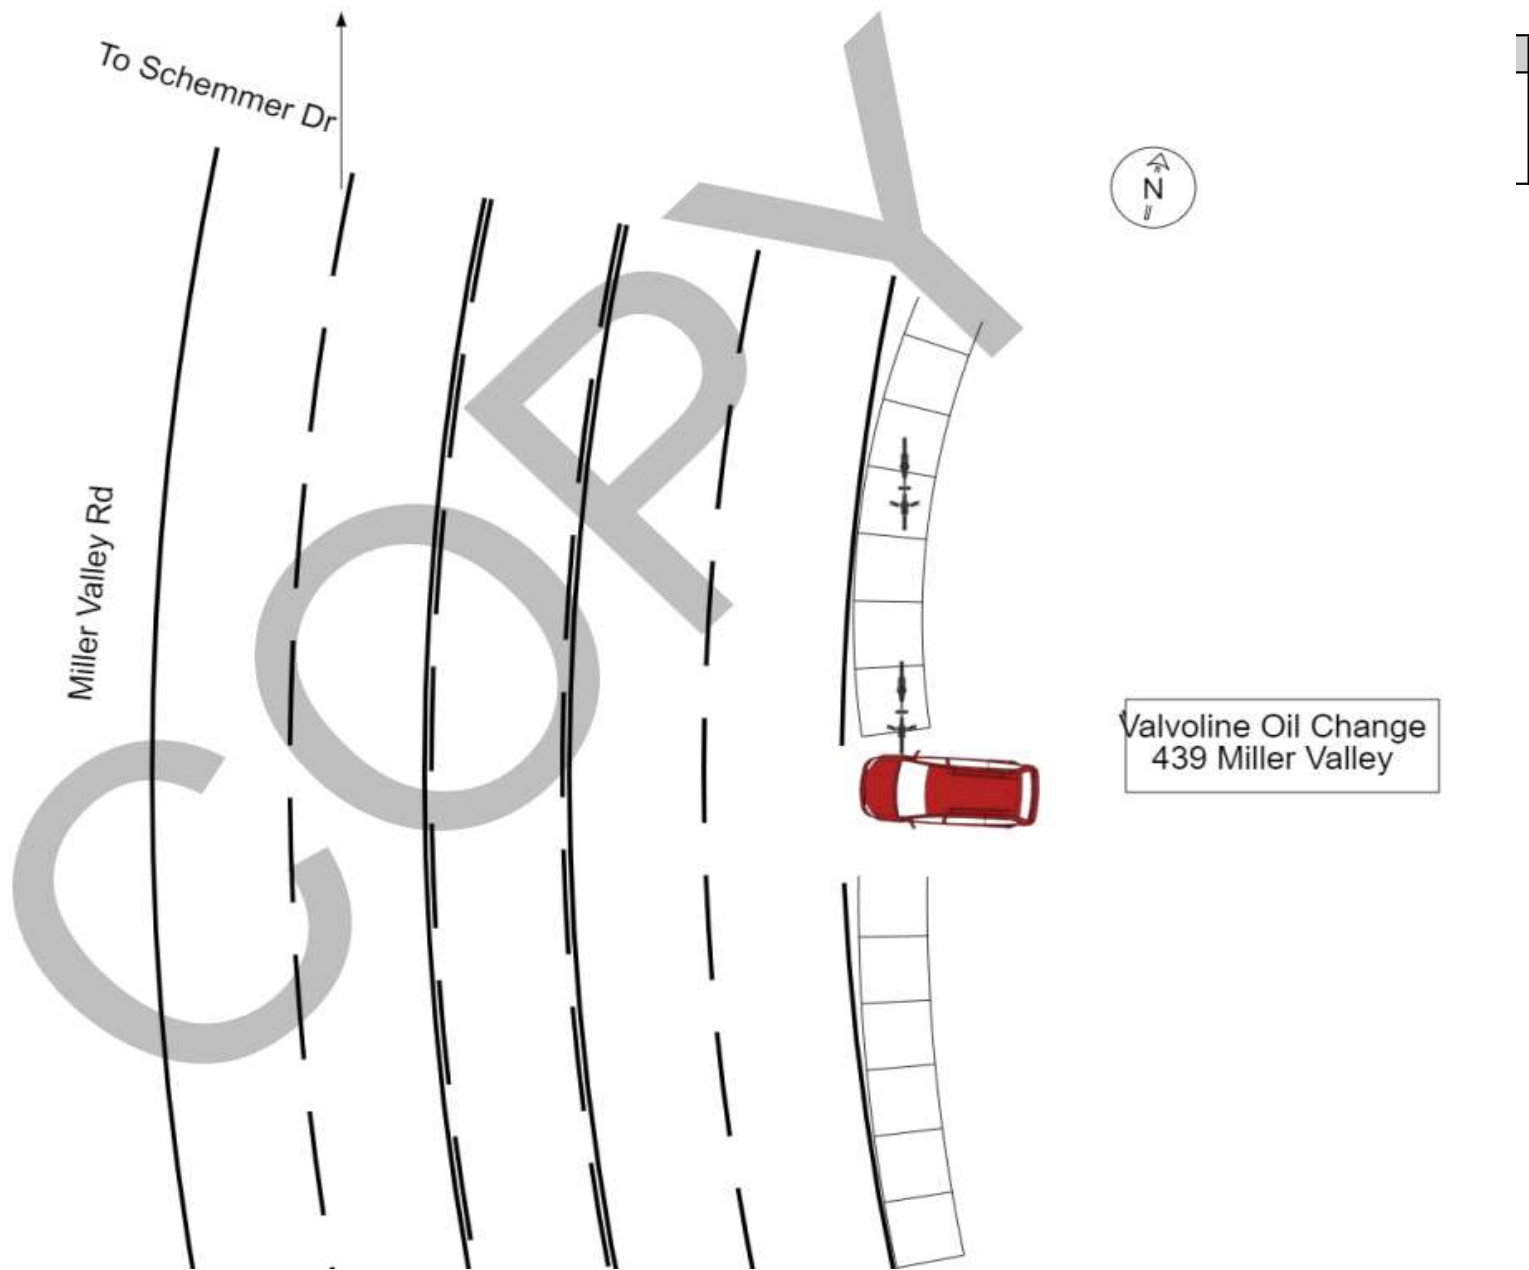 To Schemmer Dr
N
Miller Valley Rd
Valvoline Oil Change
439 Miller Valley
COPY